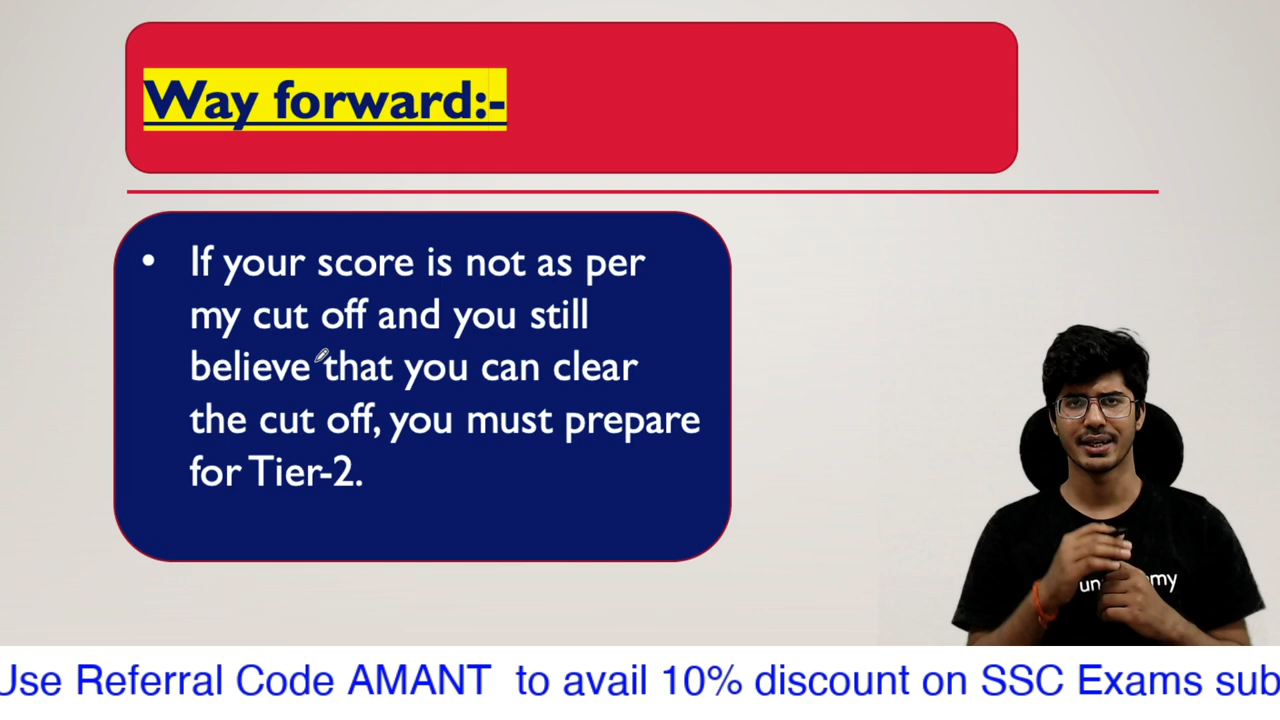 Way forward:-
• If your score is not as per
my cut off and you still
believe that you can clear
the cut off, you must prepare
for Tier-2.
Use Referral Code AMANT to avail 10% discount on SSC Exams sub